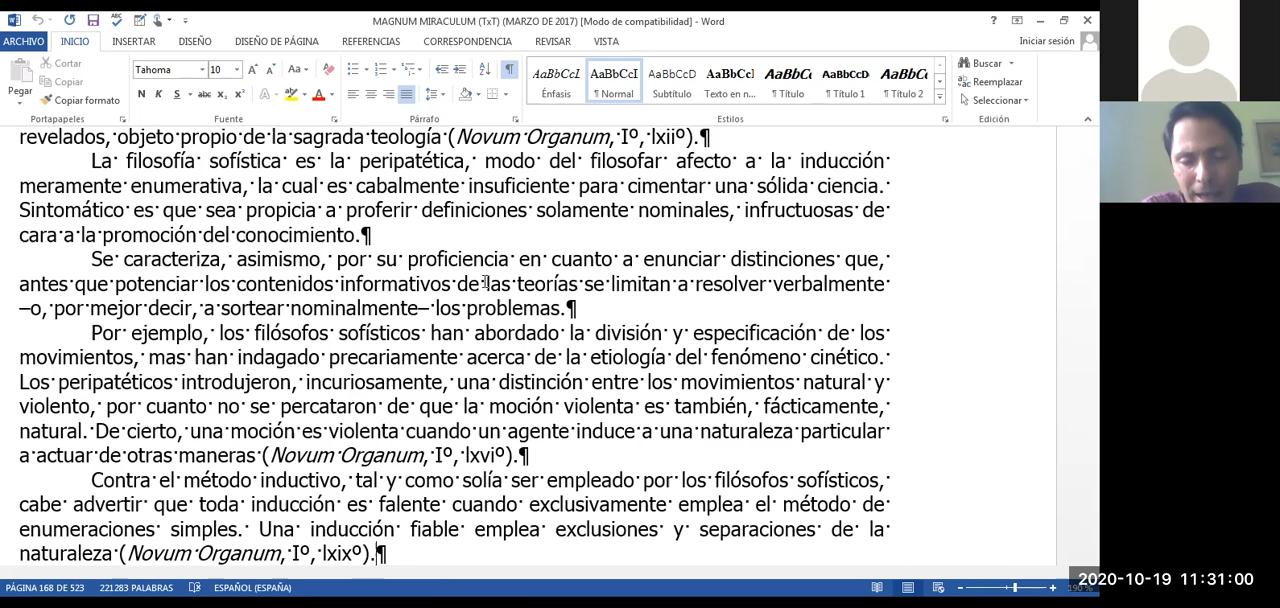 MAGNUM MIRACULUM (TxT) (MARZO DE 2017) [Modo de compatibilidad] - Word
ARCHIVO INICIO INSERTAR DISEÑO DISEÑO DE PÁGINA REFERENCIAS CORRESPONDENCIA REVISAR VISTA Iniciar sesión
Pegar
Cortar
Copiar
Copiar formato
Portapapeles
Tahoma 10
N K S abc x₂ x²
Fuente
Párrafo
AaBbCcI AaBbCcI AaBbCcD AaBbCc AaBbC AaBbCcD AaBbC
Énfasis ¶ Normal Subtítulo Texto en n... ¶ Título ¶ Título 1 ¶ Título 2
Estilos
Buscar
Reemplazar
Seleccionar
Edición
revelados, objeto propio de la sagrada teología (Novum Organum, Iº, lxiiº).¶
La filosofía sofística es la peripatética, modo del filosofar afecto a la inducción
meramente enumerativa, la cual es cabalmente insuficiente para cimentar una sólida ciencia.
Sintomático es que sea propicia a proferir definiciones solamente nominales, infructuosas de
cara a la promoción del conocimiento.¶
Se caracteriza, asimismo, por su proficiencia en cuanto a enunciar distinciones que,
antes que potenciar los contenidos informativos de las teorías se limitan a resolver verbalmente
–o, por mejor decir, a sortear nominalmente– los problemas.¶
Por ejemplo, los filósofos sofísticos han abordado la división y especificación de los
movimientos, mas han indagado precariamente acerca de la etiología del fenómeno cinético.
Los peripatéticos introdujeron, incuriosamente, una distinción entre los movimientos natural y
violento, por cuanto no se percataron de que la moción violenta es también, fácticamente,
natural. De cierto, una moción es violenta cuando un agente induce a una naturaleza particular
a actuar de otras maneras (Novum Organum, Iº, lxviº).¶
Contra el método inductivo, tal y como solía ser empleado por los filósofos sofísticos,
cabe advertir que toda inducción es falente cuando exclusivamente emplea el método de
enumeraciones simples. Una inducción fiable emplea exclusiones y separaciones de la
naturaleza (Novum Organum, Iº, lxixº).¶
PÁGINA 168 DE 523 221283 PALABRAS ESPAÑOL (ESPAÑA) 190 %
2020-10-19 11:31:00